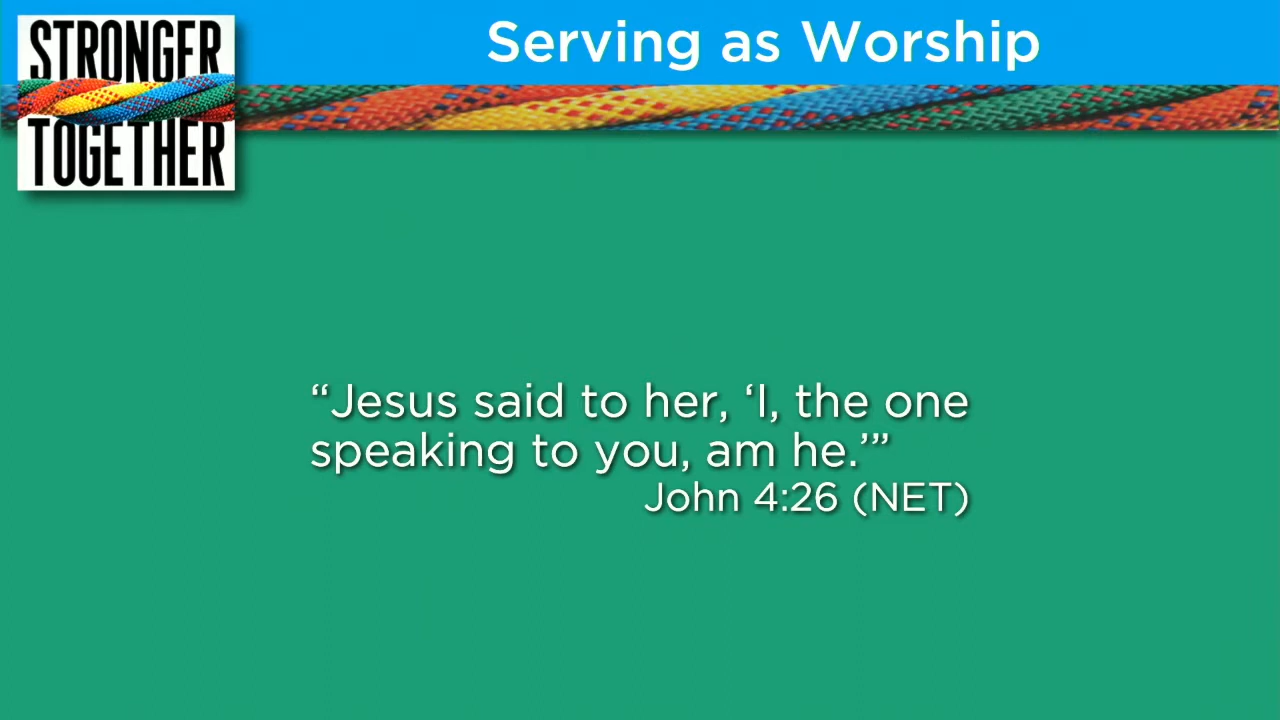 STRONGER
TOGETHER
Serving as Worship
“Jesus said to her, ‘I, the one
speaking to you, am he.’”
John 4:26 (NET)